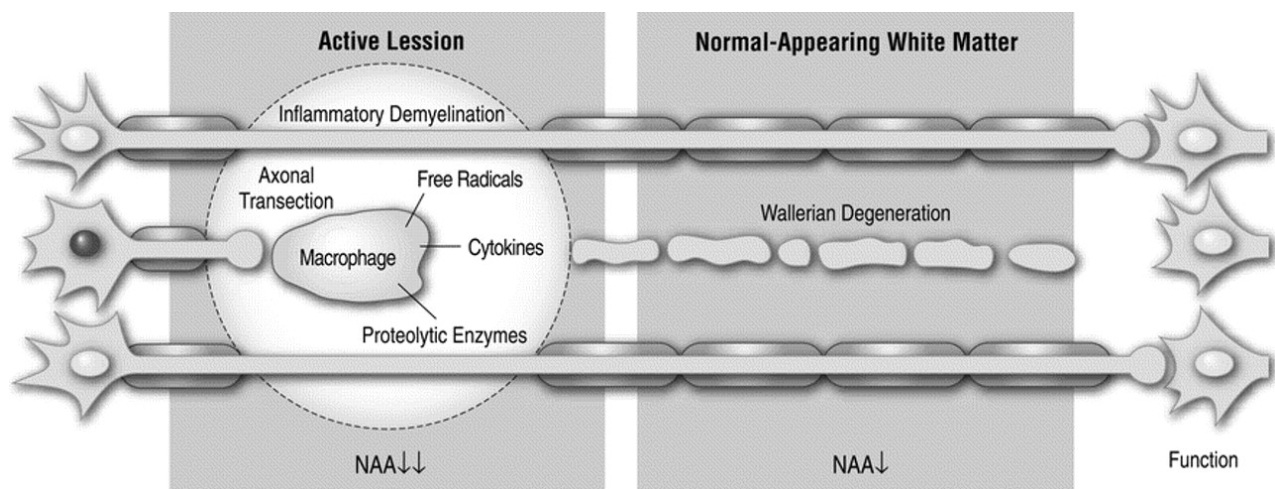 Active Lession
Normal-Appearing White Matter
Inflammatory Demyelination
Axonal
Transection
Free Radicals
Macrophage
Cytokines
Proteolytic Enzymes
Wallerian Degeneration
NAA↓↓
NAA↓
Function